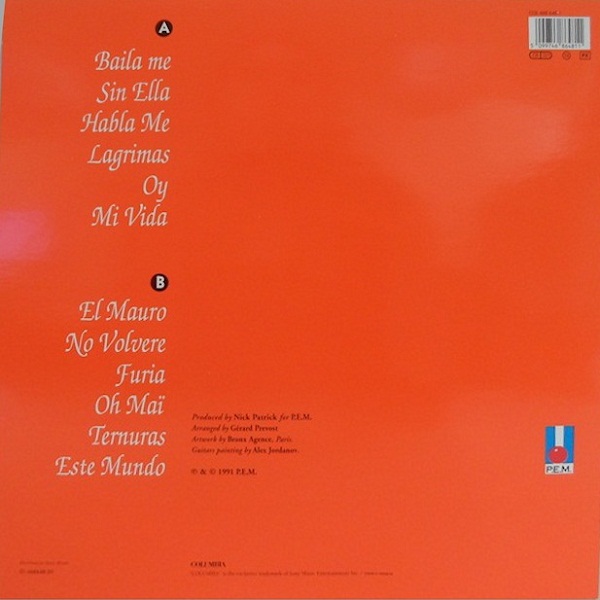 A
Baila me
Sin Ella
Habla Me
Lagrimas
Oy
Mi Vida
B
El Mauro
No Volvere
Furia
Oh Maï
Ternuras
Este Mundo
Produced by Nick Patrick for P.E.M.
Arranged by Gérard Prevost
Artwork by Bronx Agence, Paris
Guitars painting by Alex Jordanov.
℗ & © 1991 P.E.M.
P.E.M.
COLUMBIA